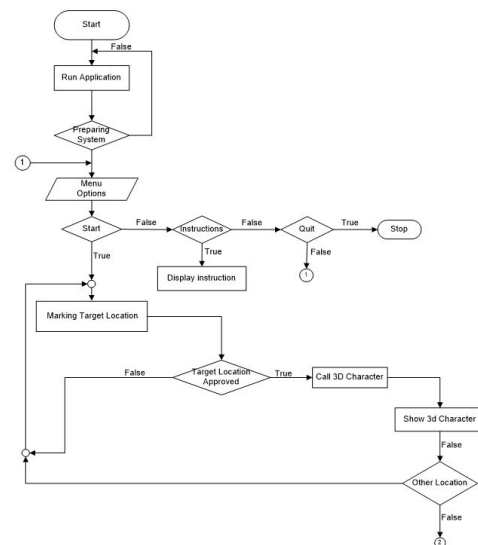 Start
False
Run Application
Preparing
System
1
Menu
Options
Start
False
Instructions
False
Quit
True
Stop
True
True
False
Display instruction
1
Marking Target Location
False
Target Location
Approved
True
Call 3D Character
Show 3d Character
False
Other Location
False
2